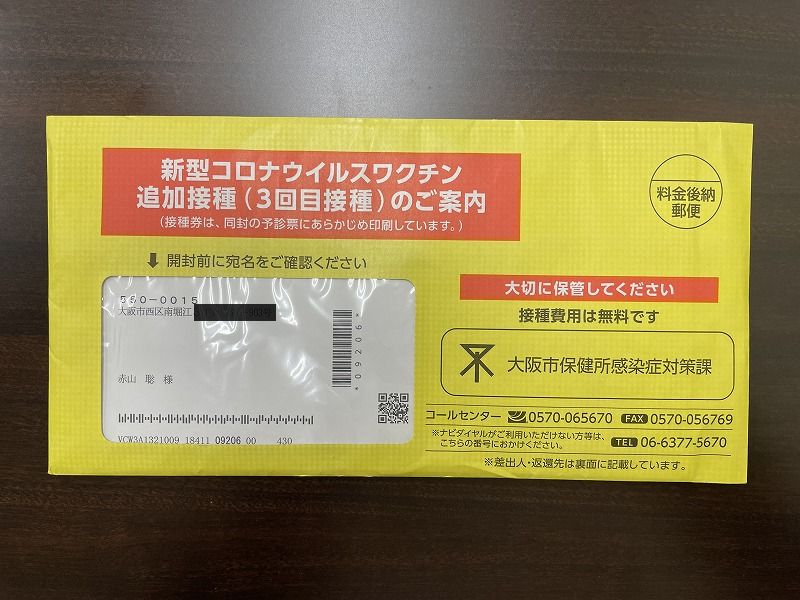 新型コロナウイルスワクチン
追加接種(3回目接種)のご案内
(接種券は、同封の予診票にあらかじめ印刷しています。)
料金後納
郵便
⬇ 開封前に宛名をご確認ください
550-0015
大阪市西区南堀江
赤山 聡 様
*09206*
VCW3A1321009 18411 09206 00 430
大切に保管してください
接種費用は無料です
大阪市保健所感染症対策課
コールセンター 0570-065670 FAX 0570-056769
※ナビダイヤルがご利用いただけない方等は、
こちらの番号におかけください。 TEL 06-6377-5670
※差出人・返還先は裏面に記載しています。